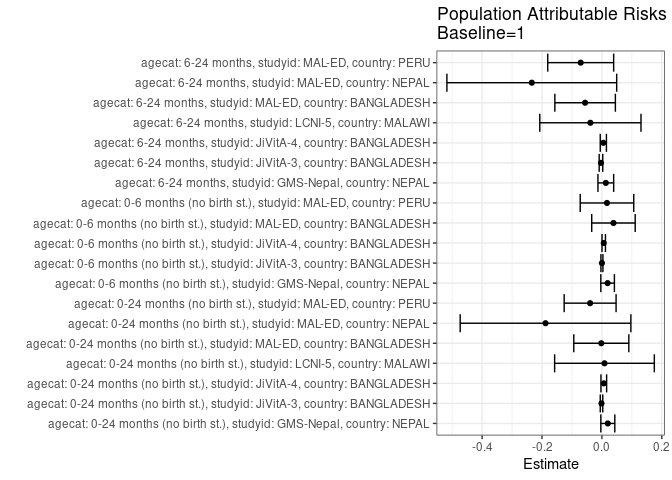 Population Attributable Risks
Baseline=1
agecat: 6-24 months, studyid: MAL-ED, country: PERU
agecat: 6-24 months, studyid: MAL-ED, country: NEPAL
agecat: 6-24 months, studyid: MAL-ED, country: BANGLADESH
agecat: 6-24 months, studyid: LCNI-5, country: MALAWI
agecat: 6-24 months, studyid: JiVitA-4, country: BANGLADESH
agecat: 6-24 months, studyid: JiVitA-3, country: BANGLADESH
agecat: 6-24 months, studyid: GMS-Nepal, country: NEPAL
agecat: 0-6 months (no birth st.), studyid: MAL-ED, country: PERU
agecat: 0-6 months (no birth st.), studyid: MAL-ED, country: BANGLADESH
agecat: 0-6 months (no birth st.), studyid: JiVitA-4, country: BANGLADESH
agecat: 0-6 months (no birth st.), studyid: JiVitA-3, country: BANGLADESH
agecat: 0-6 months (no birth st.), studyid: GMS-Nepal, country: NEPAL
agecat: 0-24 months (no birth st.), studyid: MAL-ED, country: PERU
agecat: 0-24 months (no birth st.), studyid: MAL-ED, country: NEPAL
agecat: 0-24 months (no birth st.), studyid: MAL-ED, country: BANGLADESH
agecat: 0-24 months (no birth st.), studyid: LCNI-5, country: MALAWI
agecat: 0-24 months (no birth st.), studyid: JiVitA-4, country: BANGLADESH
agecat: 0-24 months (no birth st.), studyid: JiVitA-3, country: BANGLADESH
agecat: 0-24 months (no birth st.), studyid: GMS-Nepal, country: NEPAL
-0.4 -0.2 0.0 0.2
Estimate